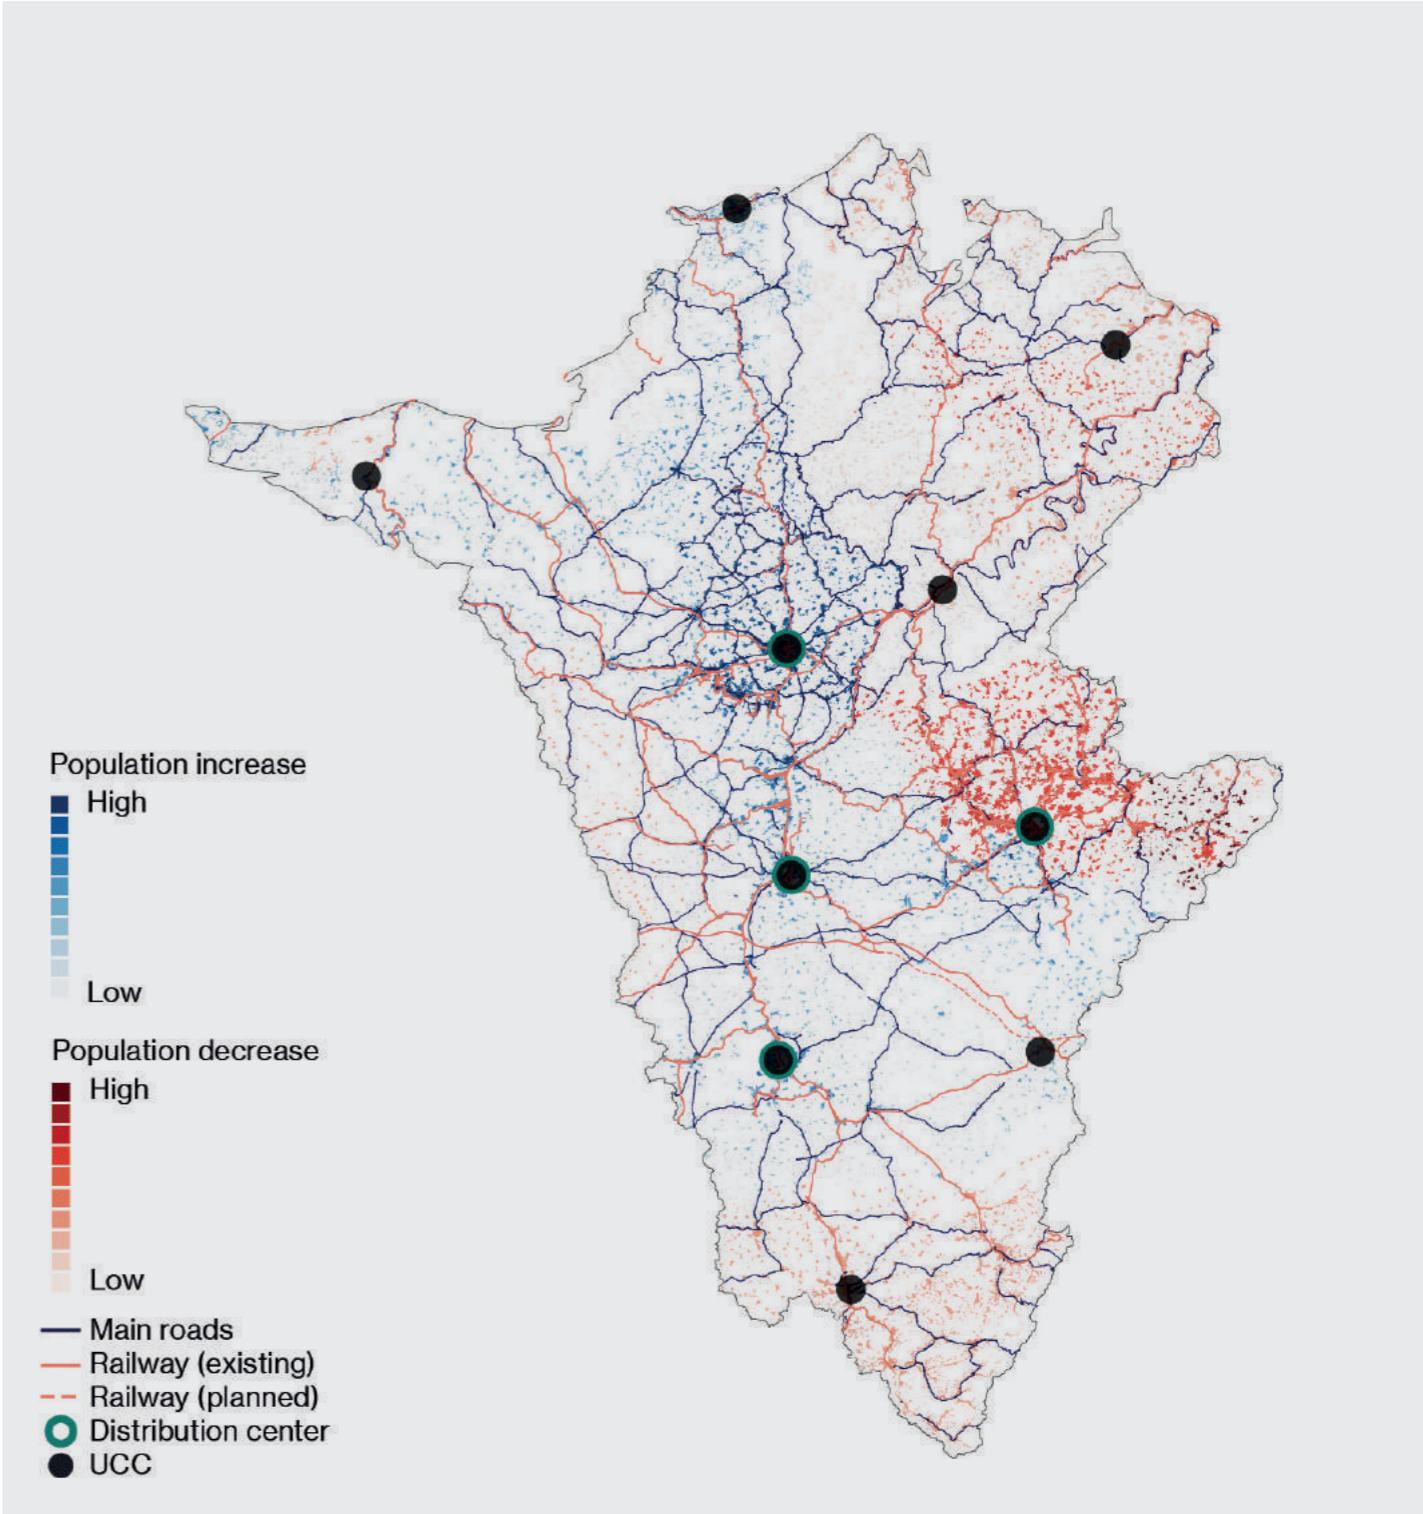 Population increase
High
Low
Population decrease
High
Low
Main roads
Railway (existing)
Railway (planned)
Distribution center
UCC